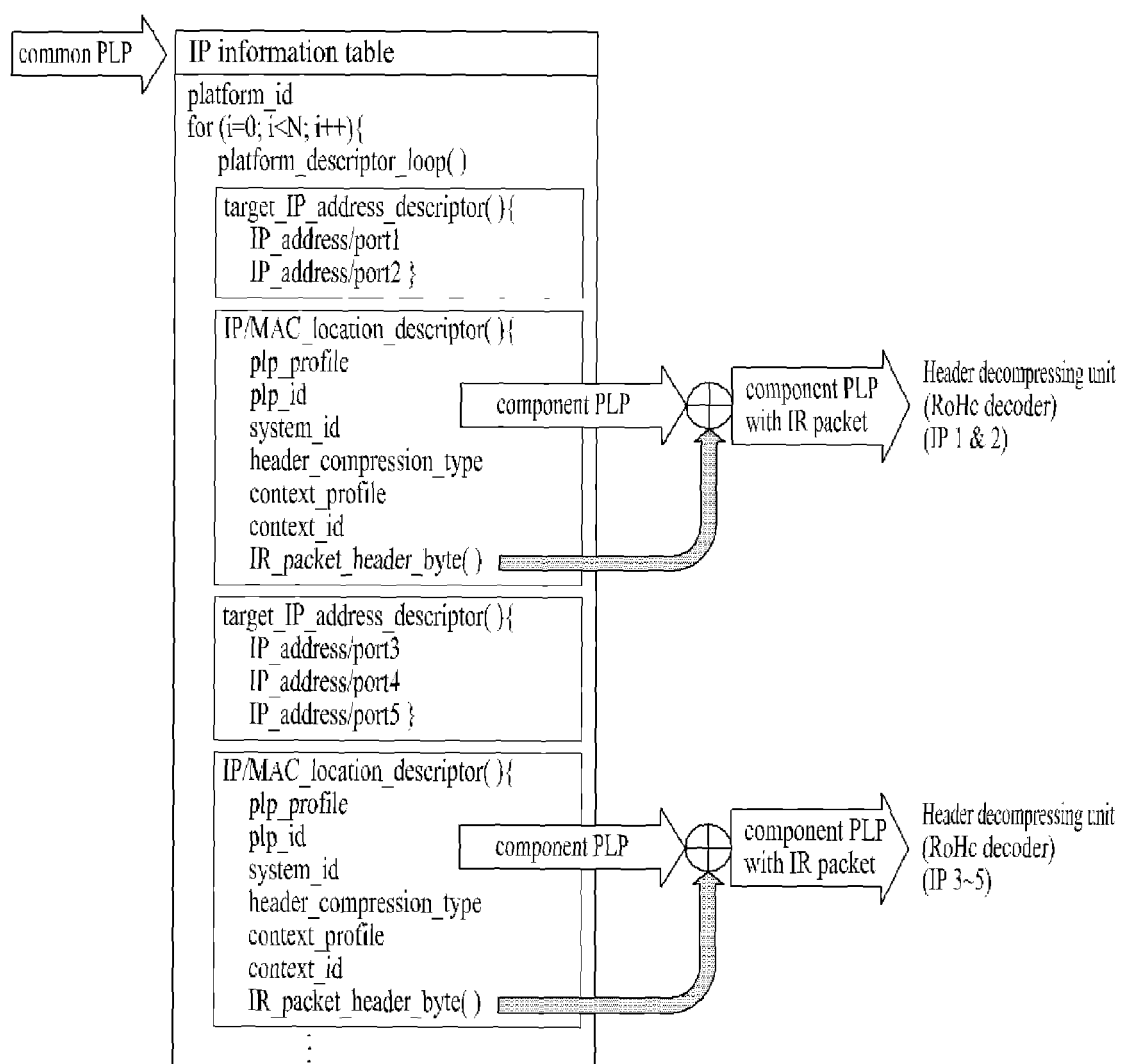 common PLP
IP information table
platform_id
for (i=0; i<N; i++){
platform_descriptor_loop( )
target_IP_address_descriptor( ){
IP_address/port1
IP_address/port2 }
IP/MAC_location_descriptor( ){
plp_profile
plp_id
system_id
header_compression_type
context_profile
context_id
IR_packet_header_byte( )
component PLP
component PLP
with IR packet
Header decompressing unit
(RoHc decoder)
(IP 1 & 2)
target_IP_address_descriptor( ){
IP_address/port3
IP_address/port4
IP_address/port5 }
IP/MAC_location_descriptor( ){
plp_profile
plp_id
system_id
header_compression_type
context_profile
context_id
IR_packet_header_byte( )
component PLP
component PLP
with IR packet
Header decompressing unit
(RoHc decoder)
(IP 3~5)